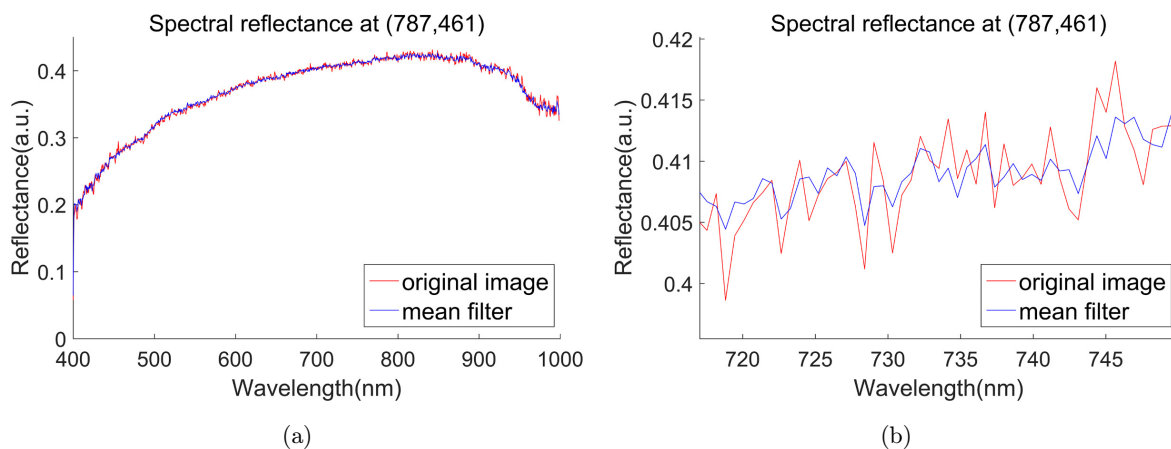 Spectral reflectance at (787,461)
0.4
0.3
0.2
0.1
0
Reflectance(a.u.)
original image
mean filter
400 500 600 700 800 900 1000
Wavelength(nm)
(a)
Spectral reflectance at (787,461)
0.42
0.415
0.41
0.405
0.4
Reflectance(a.u.)
original image
mean filter
720 725 730 735 740 745
Wavelength(nm)
(b)